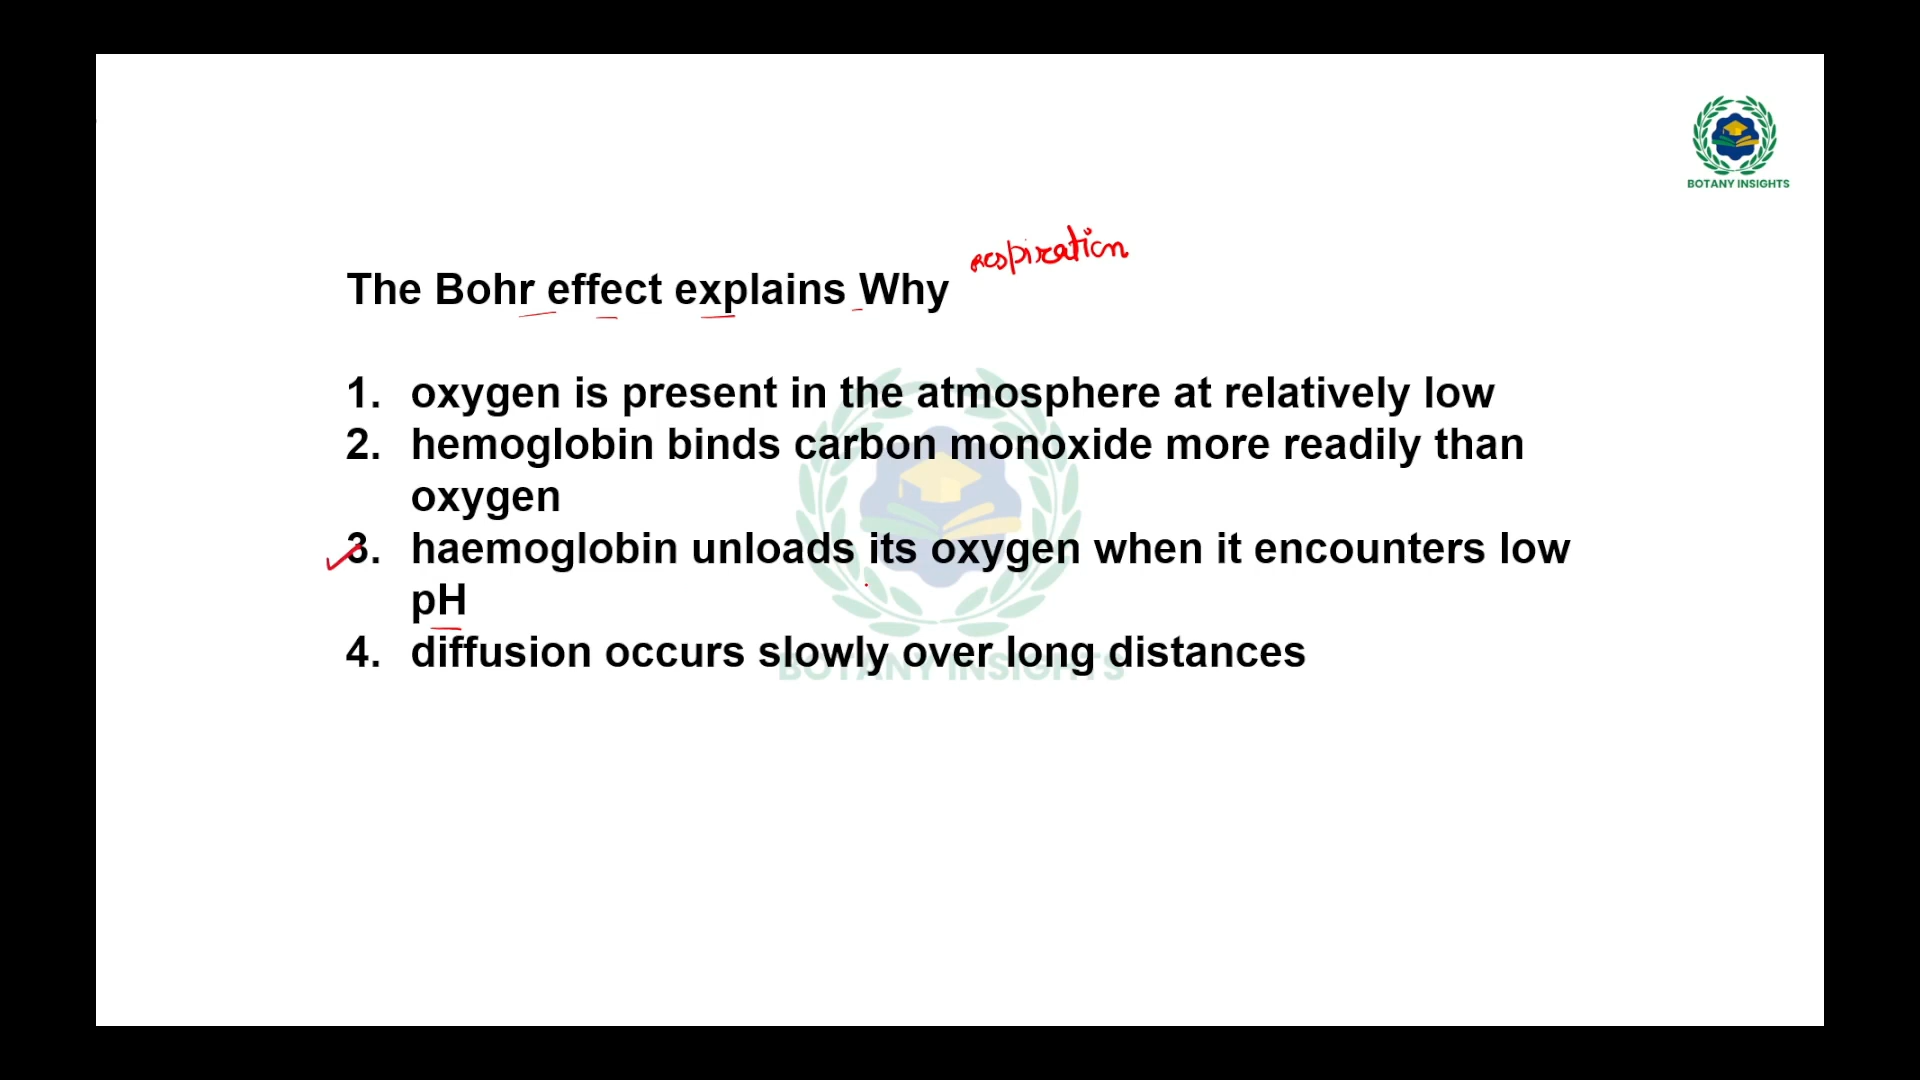 BOTANY INSIGHTS
respiration
The Bohr effect explains Why
1. oxygen is present in the atmosphere at relatively low
2. hemoglobin binds carbon monoxide more readily than
oxygen
3. haemoglobin unloads its oxygen when it encounters low
pH
4. diffusion occurs slowly over long distances
BOTANY INSIGHTS